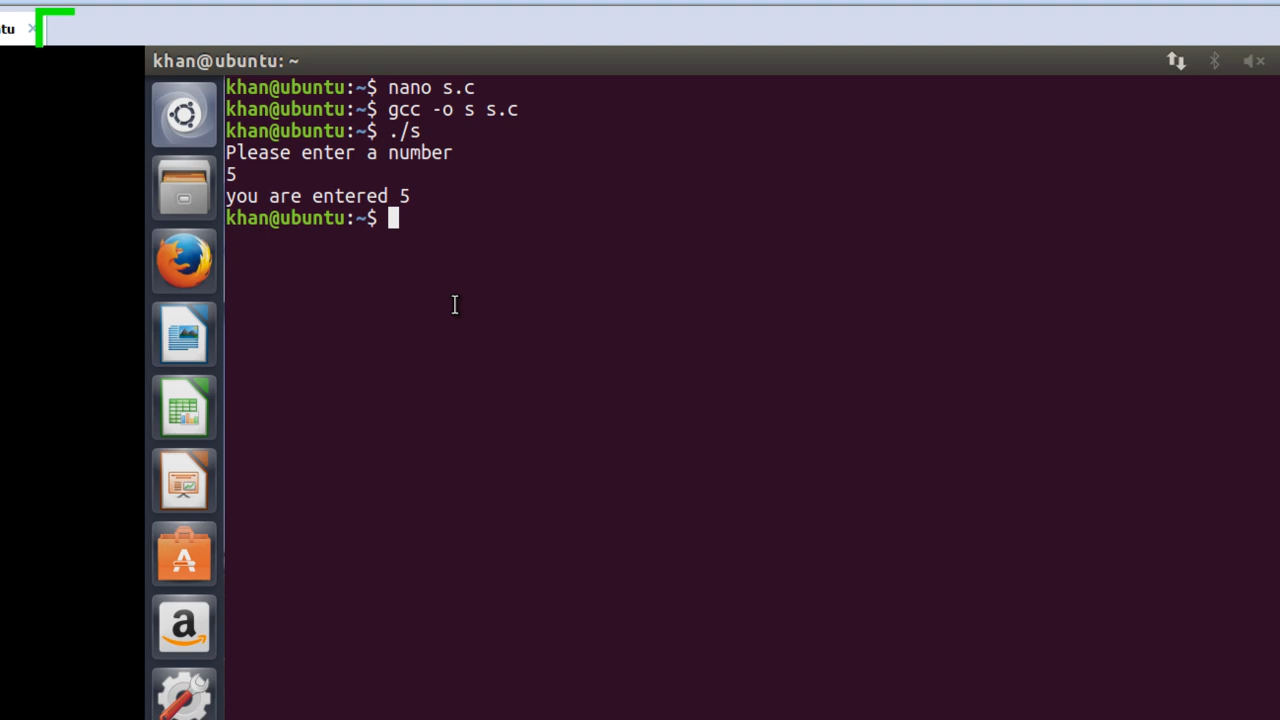 tu
khan@ubuntu: ~
khan@ubuntu:~$ nano s.c
khan@ubuntu:~$ gcc -o s s.c
khan@ubuntu:~$ ./s
Please enter a number
5
you are entered 5
khan@ubuntu:~$